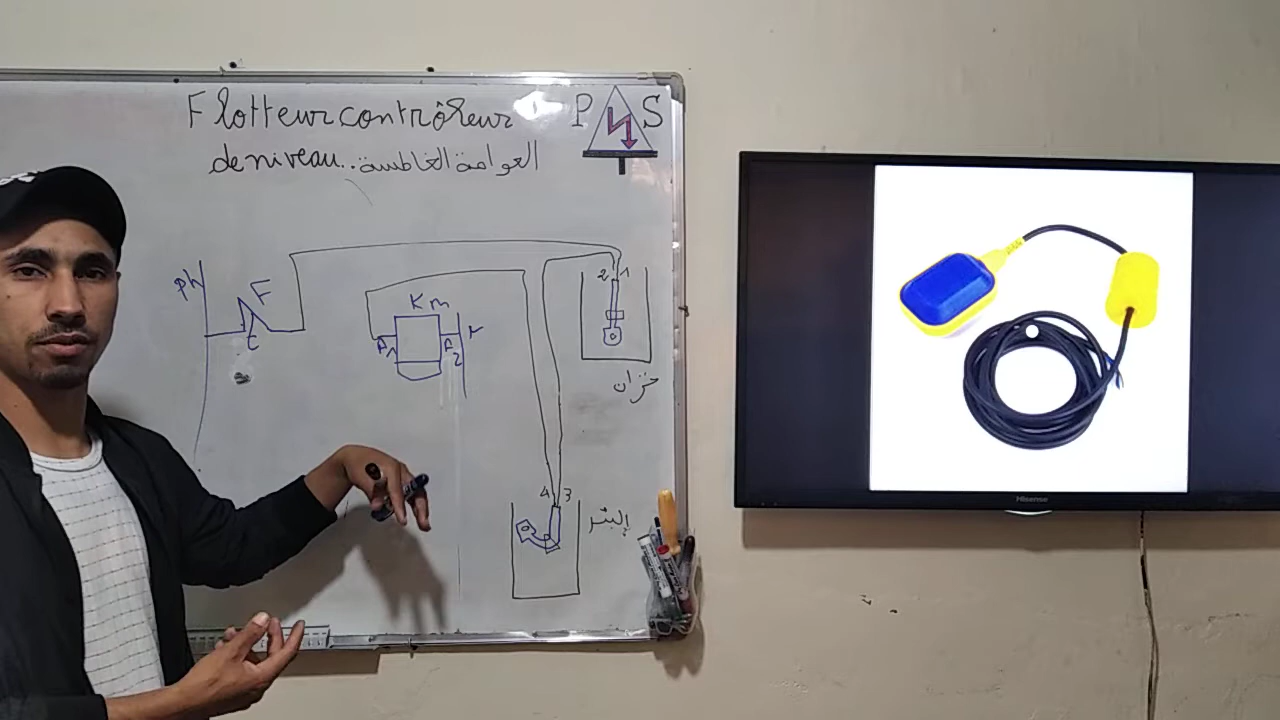 Flotteur contrôleur
P S
de niveau.. العوامة الغاطسة
ph
F
t
Km
A1
A2
2 1
خزان
4 3
البئر
Hisense